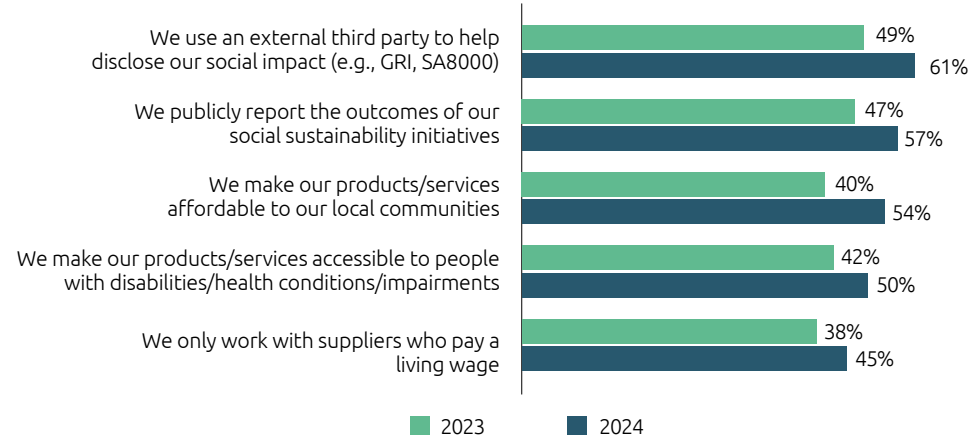 We use an external third party to help
disclose our social impact (e.g., GRI, SA8000)
49%
61%
We publicly report the outcomes of our
social sustainability initiatives
47%
57%
We make our products/services
affordable to our local communities
40%
54%
We make our products/services accessible to people
with disabilities/health conditions/impairments
42%
50%
We only work with suppliers who pay a
living wage
38%
45%
2023
2024